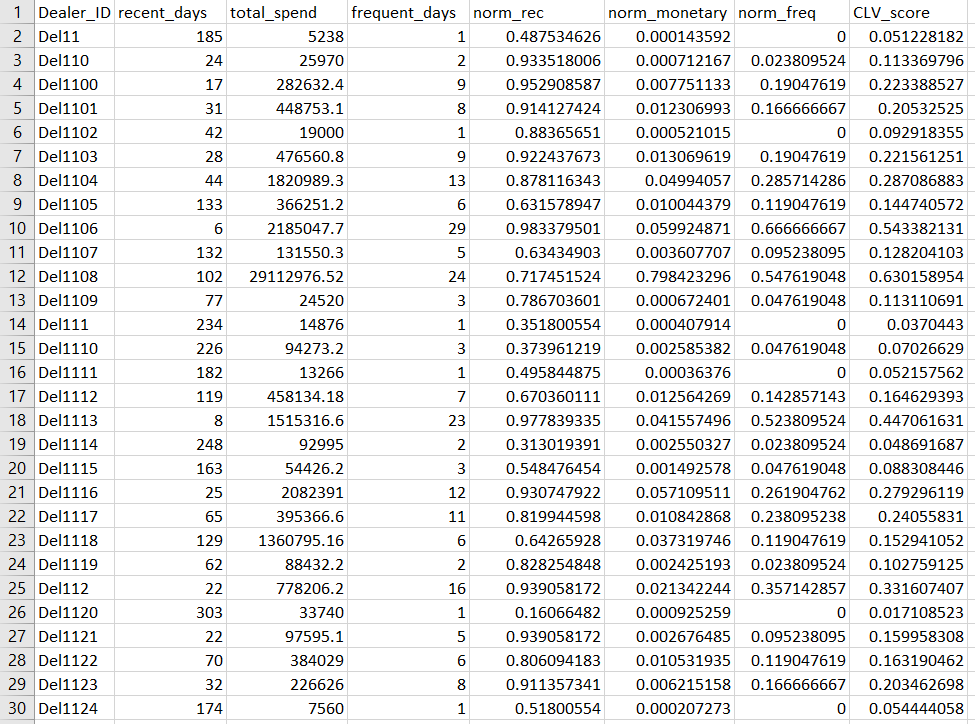 1 Dealer_ID recent_days total_spend frequent_days norm_rec norm_monetary norm_freq CLV_score
2 Del11 185 5238 1 0.487534626 0.000143592 0 0.051228182
3 Del110 24 25970 2 0.933518006 0.000712167 0.023809524 0.113369796
4 Del1100 17 282632.4 9 0.952908587 0.007751133 0.19047619 0.223388527
5 Del1101 31 448753.1 8 0.914127424 0.012306993 0.166666667 0.20532525
6 Del1102 42 19000 1 0.88365651 0.000521015 0 0.092918355
7 Del1103 28 476560.8 9 0.922437673 0.013069619 0.19047619 0.221561251
8 Del1104 44 1820989.3 13 0.878116343 0.04994057 0.285714286 0.287086883
9 Del1105 133 366251.2 6 0.631578947 0.010044379 0.119047619 0.144740572
10 Del1106 6 2185047.7 29 0.983379501 0.059924871 0.666666667 0.543382131
11 Del1107 132 131550.3 5 0.63434903 0.003607707 0.095238095 0.128204103
12 Del1108 102 29112976.52 24 0.717451524 0.798423296 0.547619048 0.630158954
13 Del1109 77 24520 3 0.786703601 0.000672401 0.047619048 0.113110691
14 Del111 234 14876 1 0.351800554 0.000407914 0 0.0370443
15 Del1110 226 94273.2 3 0.373961219 0.002585382 0.047619048 0.07026629
16 Del1111 182 13266 1 0.495844875 0.00036376 0 0.052157562
17 Del1112 119 458134.18 7 0.670360111 0.012564269 0.142857143 0.164629393
18 Del1113 8 1515316.6 23 0.977839335 0.041557496 0.523809524 0.447061631
19 Del1114 248 92995 2 0.313019391 0.002550327 0.023809524 0.048691687
20 Del1115 163 54426.2 3 0.548476454 0.001492578 0.047619048 0.088308446
21 Del1116 25 2082391 12 0.930747922 0.057109511 0.261904762 0.279296119
22 Del1117 65 395366.6 11 0.819944598 0.010842868 0.238095238 0.24055831
23 Del1118 129 1360795.16 6 0.64265928 0.037319746 0.119047619 0.152941052
24 Del1119 62 88432.2 2 0.828254848 0.002425193 0.023809524 0.102759125
25 Del112 22 778206.2 16 0.939058172 0.021342244 0.357142857 0.331607407
26 Del1120 303 33740 1 0.16066482 0.000925259 0 0.017108523
27 Del1121 22 97595.1 5 0.939058172 0.002676485 0.095238095 0.159958308
28 Del1122 70 384029 6 0.806094183 0.010531935 0.119047619 0.163190462
29 Del1123 32 226626 8 0.911357341 0.006215158 0.166666667 0.203462698
30 Del1124 174 7560 1 0.51800554 0.000207273 0 0.054444058